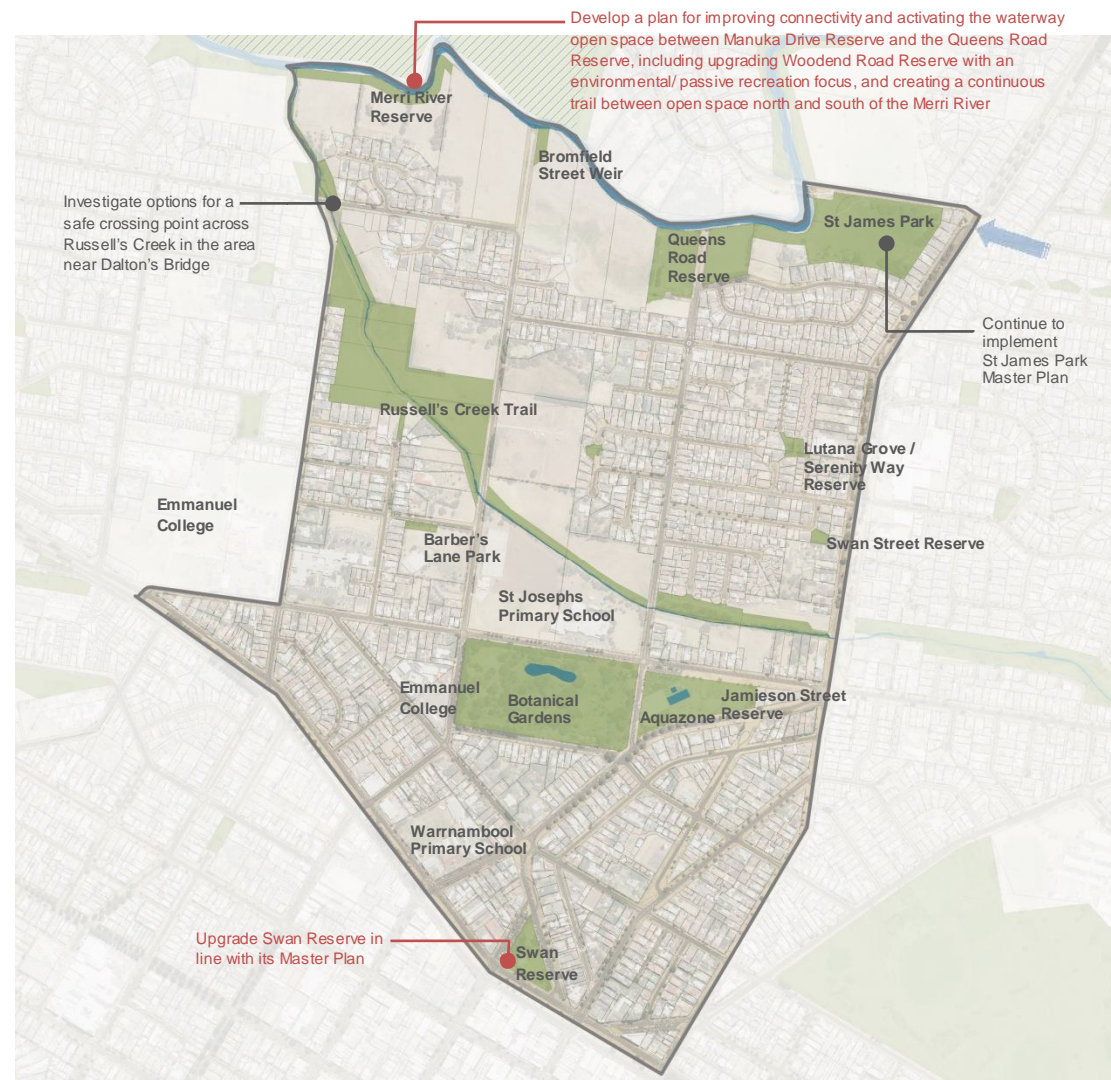 Develop a plan for improving connectivity and activating the waterway
open space between Manuka Drive Reserve and the Queens Road
Reserve, including upgrading Woodend Road Reserve with an
environmental/ passive recreation focus, and creating a continuous
trail between open space north and south of the Merri River
Merri River
Reserve
Bromfield
Street Weir
Investigate options for a
safe crossing point across
Russell's Creek in the area
near Dalton's Bridge
St James Park
Queens
Road
Reserve
Continue to
implement
St James Park
Master Plan
Russell's Creek Trail
Lutana Grove /
Serenity Way
Reserve
Emmanuel
College
Barber's
Lane Park
Swan Street Reserve
St Josephs
Primary School
Emmanuel
College
Botanical
Gardens
Aquazone
Jamieson Street
Reserve
Warrnambool
Primary School
Upgrade Swan Reserve in
line with its Master Plan
Swan
Reserve